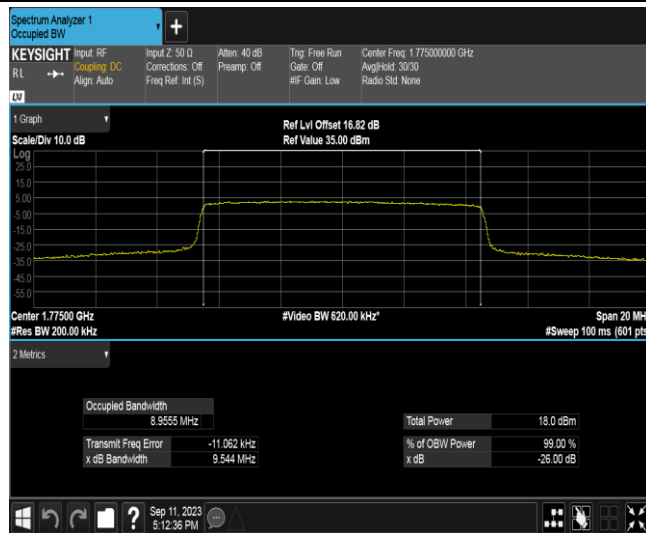 Spectrum Analyzer 1
Occupied BW
KEYSIGHT
RL
Input: RF
Coupling: DC
Align: Auto
Input Z: 50 Ω
Corrections: Off
Freq Ref: Int (S)
Atten: 40 dB
Preamp: Off
Trig: Free Run
Gate: Off
#IF Gain: Low
Center Freq: 1.775000000 GHz
Avg|Hold: 30/30
Radio Std: None
1 Graph
Scale/Div 10.0 dB
Ref Lvl Offset 16.82 dB
Ref Value 35.00 dBm
Log
25.0
15.0
5.00
-5.00
-15.0
-25.0
-35.0
-45.0
-55.0
Center 1.77500 GHz
#Video BW 620.00 kHz*
Span 20 MH
#Res BW 200.00 kHz
#Sweep 100 ms (601 pts
2 Metrics
Occupied Bandwidth
8.9555 MHz
Total Power 18.0 dBm
Transmit Freq Error -11.062 kHz
% of OBW Power 99.00 %
x dB Bandwidth 9.544 MHz
x dB -26.00 dB
?
Sep 11, 2023
5:12:36 PM